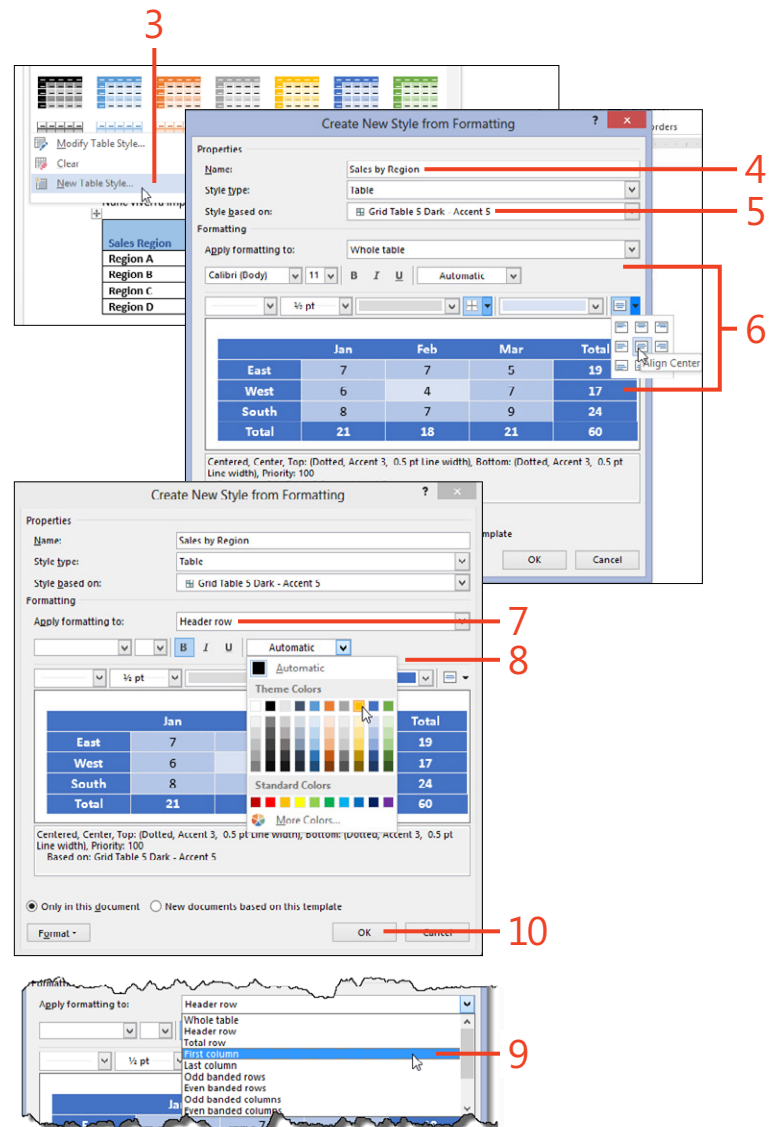 3
Modify Table Style...
Clear
New Table Style...
Sales Region
Region A
Region B
Region C
Region D
Create New Style from Formatting ? x
orders
Properties
Name: Sales by Region
4
Style type: Table
Style based on: Grid Table 5 Dark - Accent 5
5
Formatting
Apply formatting to: Whole table
Calibri (Body) 11 B I U Automatic
½ pt
6
Align Center
Jan Feb Mar Total
East 7 7 5 19
West 6 4 7 17
South 8 7 9 24
Total 21 18 21 60
Centered, Center, Top: (Dotted, Accent 3, 0.5 pt Line width), Bottom: (Dotted, Accent 3, 0.5 pt
Line width), Priority: 100
mplate
OK Cancel
Create New Style from Formatting ? x
Properties
Name: Sales by Region
Style type: Table
Style based on: Grid Table 5 Dark - Accent 5
Formatting
Apply formatting to: Header row
7
B I U Automatic
8
½ pt
Automatic
Theme Colors
Standard Colors
More Colors...
Jan Total
East 7 19
West 6 17
South 8 24
Total 21 60
Centered, Center, Top: (Dotted, Accent 3, 0.5 pt Line width), Bottom: (Dotted, Accent 3, 0.5 pt
Line width), Priority: 100
Based on: Grid Table 5 Dark - Accent 5
Only in this document New documents based on this template
Format OK Cancel
10
Apply formatting to: Header row
Whole table
Header row
Total row
First column
9
Last column
Odd banded rows
Even banded rows
Odd banded columns
Even banded columns
½ pt